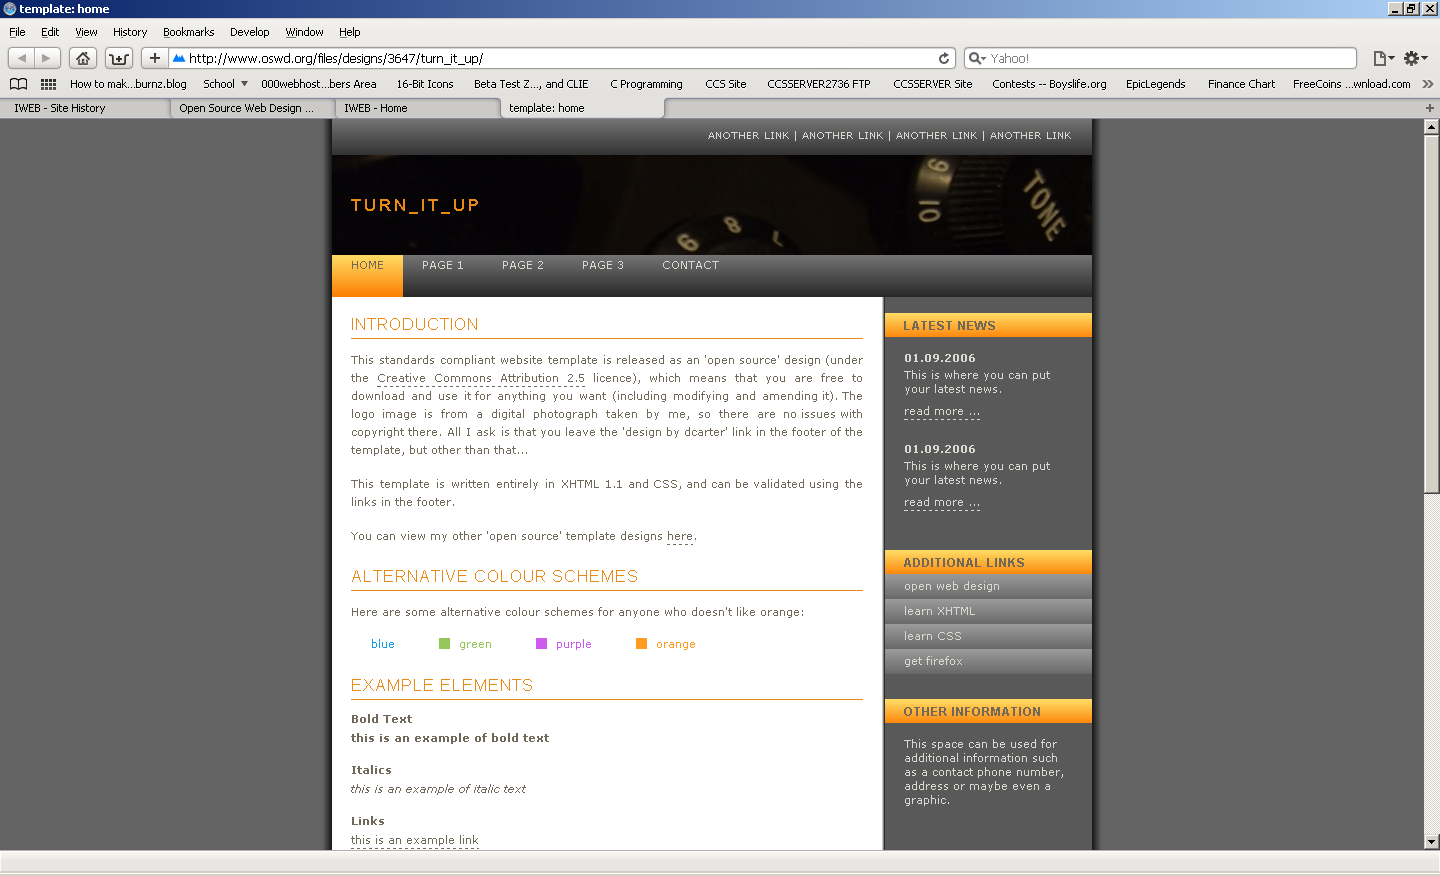 template: home
File Edit View History Bookmarks Develop Window Help
http://www.oswd.org/files/designs/3647/turn_it_up/
Yahoo!
How to mak...burnz.blog School 000webhost...bers Area 16-Bit Icons Beta Test Z..., and CLIE C Programming CCS Site CCSSERVER2736 FTP CCSSERVER Site Contests -- Boyslife.org EpicLegends Finance Chart FreeCoins ...wnload.com
IWEB - Site History Open Source Web Design ... IWEB - Home template: home
ANOTHER LINK | ANOTHER LINK | ANOTHER LINK | ANOTHER LINK
TURN_IT_UP
6 8 7 10 8 TONE
HOME PAGE 1 PAGE 2 PAGE 3 CONTACT
INTRODUCTION
This standards compliant website template is released as an 'open source' design (under
the Creative Commons Attribution 2.5 licence), which means that you are free to
download and use it for anything you want (including modifying and amending it). The
logo image is from a digital photograph taken by me, so there are no issues with
copyright there. All I ask is that you leave the 'design by dcarter' link in the footer of the
template, but other than that...
This template is written entirely in XHTML 1.1 and CSS, and can be validated using the
links in the footer.
You can view my other 'open source' template designs here.
ALTERNATIVE COLOUR SCHEMES
Here are some alternative colour schemes for anyone who doesn't like orange:
blue green purple orange
EXAMPLE ELEMENTS
Bold Text
this is an example of bold text
Italics
this is an example of italic text
Links
this is an example link
LATEST NEWS
01.09.2006
This is where you can put
your latest news.
read more ...
01.09.2006
This is where you can put
your latest news.
read more ...
ADDITIONAL LINKS
open web design
learn XHTML
learn CSS
get firefox
OTHER INFORMATION
This space can be used for
additional information such
as a contact phone number,
address or maybe even a
graphic.